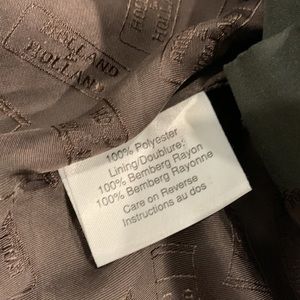 HOLLAND
&
HOLLAND
100% Polyester
Lining/Doublure:
100% Bemberg Rayon
100% Bemberg Rayonne
Care on Reverse
Instructions au dos